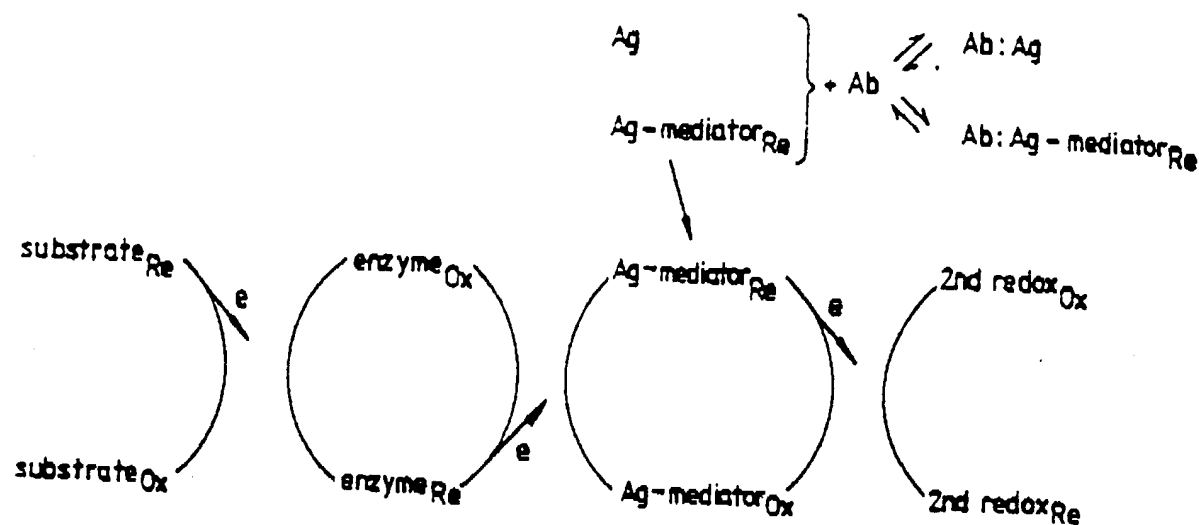 Ag
Ab:Ag
+ Ab
Ag-mediatorRe
Ab:Ag-mediatorRe
substrateRe
enzymeOx
Ag-mediatorRe
2nd redoxOx
e
e
e
substrateOx
enzymeRe
Ag-mediatorOx
2nd redoxRe